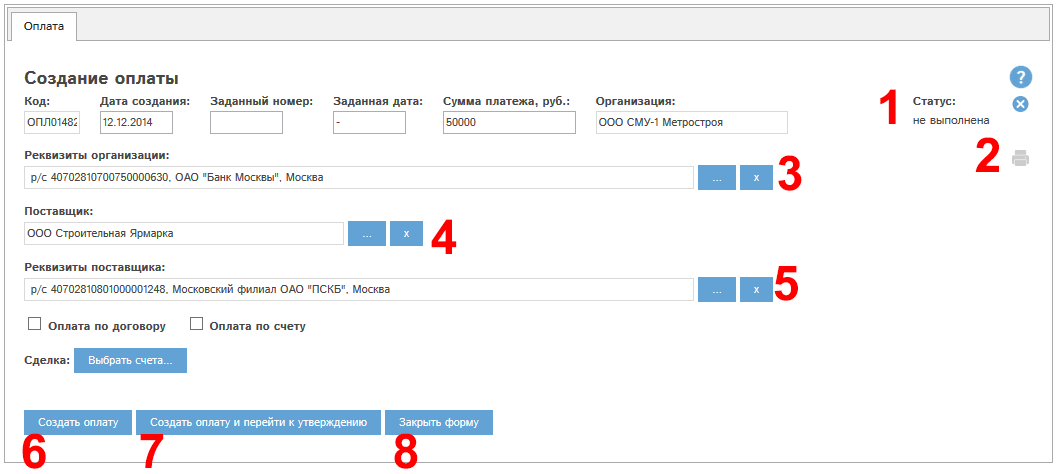 Оплата
Создание оплаты
?
Код: Дата создания: Заданный номер: Заданная дата: Сумма платежа, руб.: Организация: 1 Статус:
ОПЛ01482 12.12.2014 - 50000 ООО СМУ-1 Метростроя не выполнена
2
Реквизиты организации:
р/с 40702810700750000630, ОАО "Банк Москвы", Москва ... x 3
Поставщик:
ООО Строительная Ярмарка ... x 4
Реквизиты поставщика:
р/с 40702810801000001248, Московский филиал ОАО "ПСКБ", Москва ... x 5
Оплата по договору Оплата по счету
Сделка: Выбрать счета...
Создать оплату Создать оплату и перейти к утверждению Закрыть форму
6 7 8